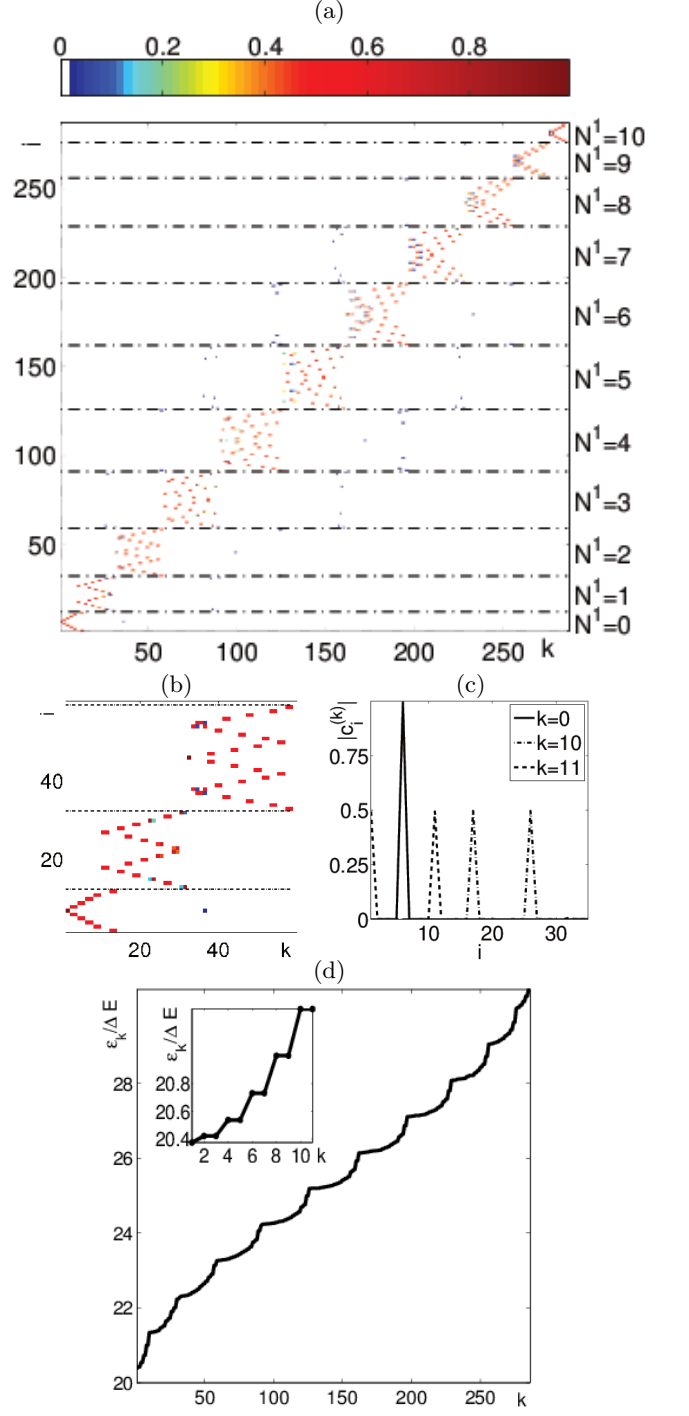 (a)
0 0.2 0.4 0.6 0.8
i
250
200
150
100
50
50 100 150 200 250 k
N¹=10
N¹=9
N¹=8
N¹=7
N¹=6
N¹=5
N¹=4
N¹=3
N¹=2
N¹=1
N¹=0
(b)
i
40
20
20 40 k
(c)
|c_i^(k)|
0.75
0.5
0.25
0
10 20 30
i
k=0
k=10
k=11
(d)
ε_k/Δ E
28
26
24
22
20
50 100 150 200 250 k
ε_k/Δ E
20.8
20.6
20.4
2 4 6 8 10 k